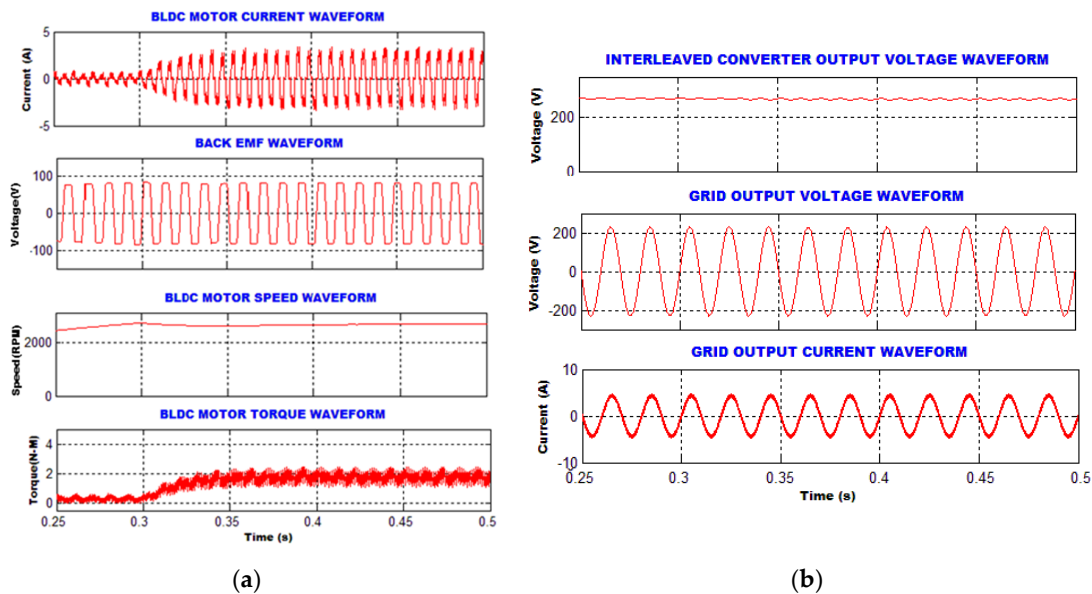 BLDC MOTOR CURRENT WAVEFORM
5
0
-5
Current (A)
BACK EMF WAVEFORM
100
0
-100
Voltage(V)
BLDC MOTOR SPEED WAVEFORM
2000
0
Speed(RPM)
BLDC MOTOR TORQUE WAVEFORM
4
2
0
Torque(N-M)
0.25 0.3 0.35 0.4 0.45 0.5
Time (s)
(a)
INTERLEAVED CONVERTER OUTPUT VOLTAGE WAVEFORM
200
0
Voltage (V)
GRID OUTPUT VOLTAGE WAVEFORM
200
0
-200
Voltage (V)
GRID OUTPUT CURRENT WAVEFORM
10
0
-10
Current (A)
0.25 0.3 0.35 0.4 0.45 0.5
Time (s)
(b)